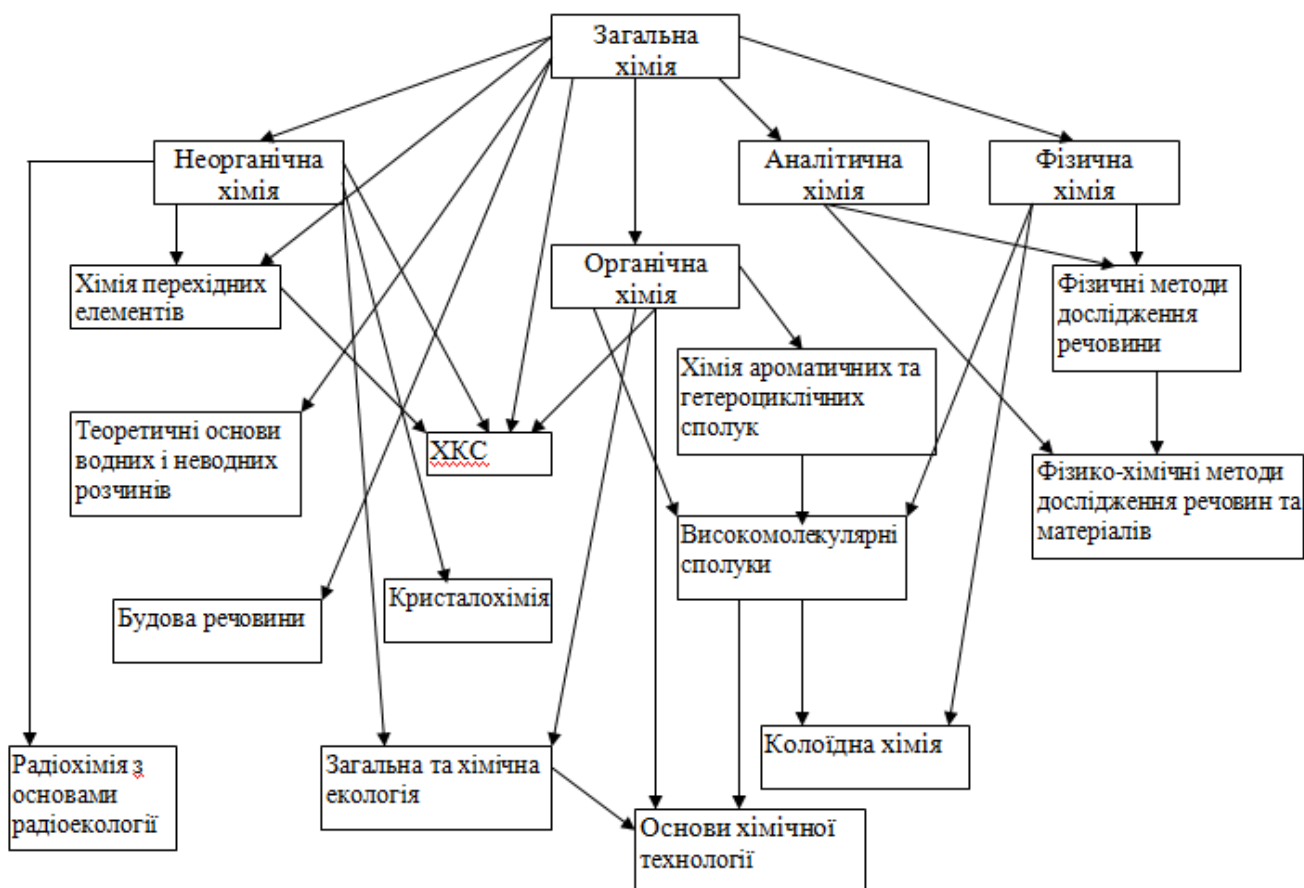 Загальна
хімія
Неорганічна
хімія
Аналітична
хімія
Фізична
хімія
Органічна
хімія
Хімія перехідних
елементів
Фізичні методи
дослідження
речовини
Хімія ароматичних та
гетероциклічних
сполук
Теоретичні основи
водних і неводних
розчинів
ХКС
Фізико-хімічні методи
дослідження речовин та
матеріалів
Високомолекулярні
сполуки
Кристалохімія
Будова речовини
Колоїдна хімія
Радіохімія з
основами
радіоекології
Загальна та хімічна
екологія
Основи хімічної
технології